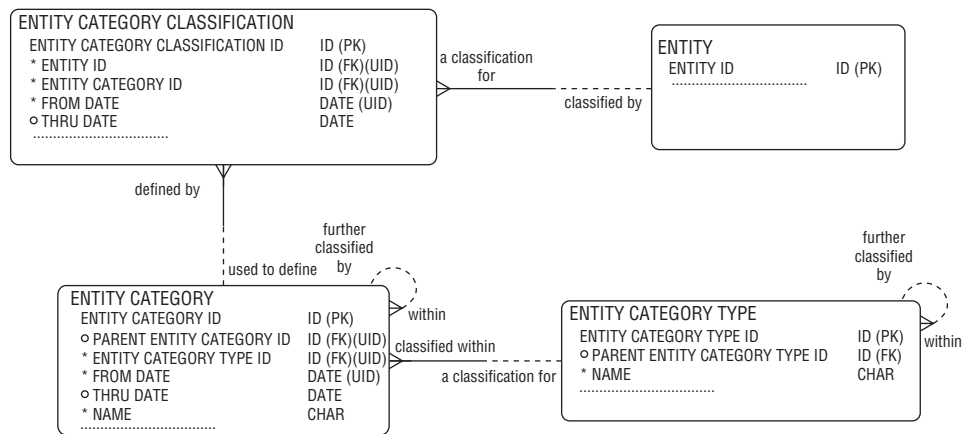 ENTITY CATEGORY CLASSIFICATION
ENTITY CATEGORY CLASSIFICATION ID ID (PK)
* ENTITY ID ID (FK)(UID)
* ENTITY CATEGORY ID ID (FK)(UID)
* FROM DATE DATE (UID)
o THRU DATE DATE
a classification
for
classified by
ENTITY
ENTITY ID ID (PK)
defined by
used to define
further
classified
by
within
ENTITY CATEGORY
ENTITY CATEGORY ID ID (PK)
o PARENT ENTITY CATEGORY ID ID (FK)(UID)
* ENTITY CATEGORY TYPE ID ID (FK)(UID)
* FROM DATE DATE (UID)
o THRU DATE DATE
* NAME CHAR
classified within
a classification for
further
classified
by
within
ENTITY CATEGORY TYPE
ENTITY CATEGORY TYPE ID ID (PK)
o PARENT ENTITY CATEGORY TYPE ID ID (FK)
* NAME CHAR